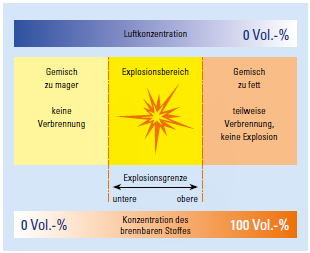 Luftkonzentration 0 Vol.-%
Gemisch
zu mager
keine
Verbrennung
Explosionsbereich
Gemisch
zu fett
teilweise
Verbrennung,
keine Explosion
Explosionsgrenze
untere obere
0 Vol.-% Konzentration des
brennbaren Stoffes 100 Vol.-%